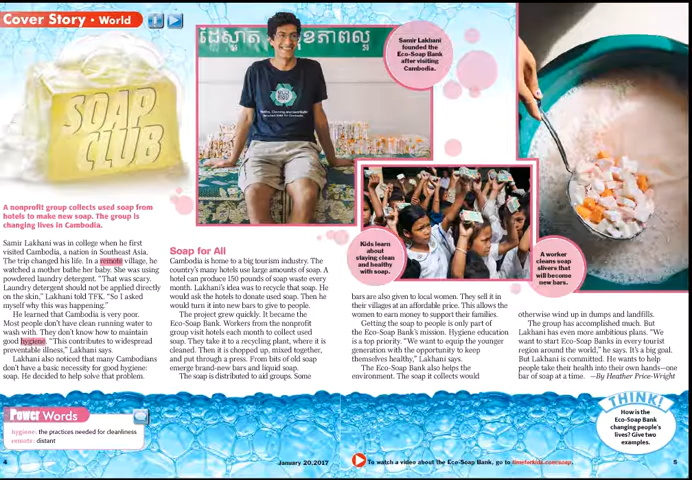 Cover Story • World
SOAP
CLUB
A nonprofit group collects used soap from
hotels to make new soap. The group is
changing lives in Cambodia.
Samir Lakhani was in college when he first
visited Cambodia, a nation in Southeast Asia.
The trip changed his life. In a remote village, he
watched a mother bathe her baby. She was using
powdered laundry detergent. “That was scary.
Laundry detergent should not be applied directly
on the skin,” Lakhani told TFK. “So I asked
myself why this was happening.”
He learned that Cambodia is very poor.
Most people don’t have clean running water to
wash with. They don’t know how to maintain
good hygiene. “This contributes to widespread
preventable illness,” Lakhani says.
Lakhani also noticed that many Cambodians
don’t have a basic necessity for good hygiene:
soap. He decided to help solve that problem.
Power Words
hygiene: the practices needed for cleanliness
remote: distant
4
Samir Lakhani
founded the
Eco-Soap Bank
after visiting
Cambodia.
Soap for All
Cambodia is home to a big tourism industry. The
country’s many hotels use large amounts of soap. A
hotel can produce 150 pounds of soap waste every
month. Lakhani’s idea was to recycle that soap. He
would ask the hotels to donate used soap. Then he
would turn it into new bars to give to people.
The project grew quickly. It became the
Eco-Soap Bank. Workers from the nonprofit
group visit hotels each month to collect used
soap. They take it to a recycling plant, where it is
cleaned. Then it is chopped up, mixed together,
and put through a press. From bits of old soap
emerge brand-new bars and liquid soap.
The soap is distributed to aid groups. Some
January 20, 2017
Kids learn
about
staying clean
and healthy
with soap.
A worker
cleans soap
slivers that
will become
new bars.
bars are also given to local women. They sell it in
their villages at an affordable price. This allows the
women to earn money to support their families.
Getting the soap to people is only part of
the Eco-Soap Bank’s mission. Hygiene education
is a top priority. “We want to equip the younger
generation with the opportunity to keep
themselves healthy,” Lakhani says.
The Eco-Soap Bank also helps the
environment. The soap it collects would
otherwise wind up in dumps and landfills.
The group has accomplished much. But
Lakhani has even more ambitious plans. “We
want to start Eco-Soap Banks in every tourist
region around the world,” he says. It’s a big goal.
But Lakhani is committed. He wants to help
people take their health into their own hands—one
bar of soap at a time. —By Heather Price-Wright
THINK!
How is the
Eco-Soap Bank
changing people’s
lives? Give two
examples.
To watch a video about the Eco-Soap Bank, go to timeforkids.com/soap.
5